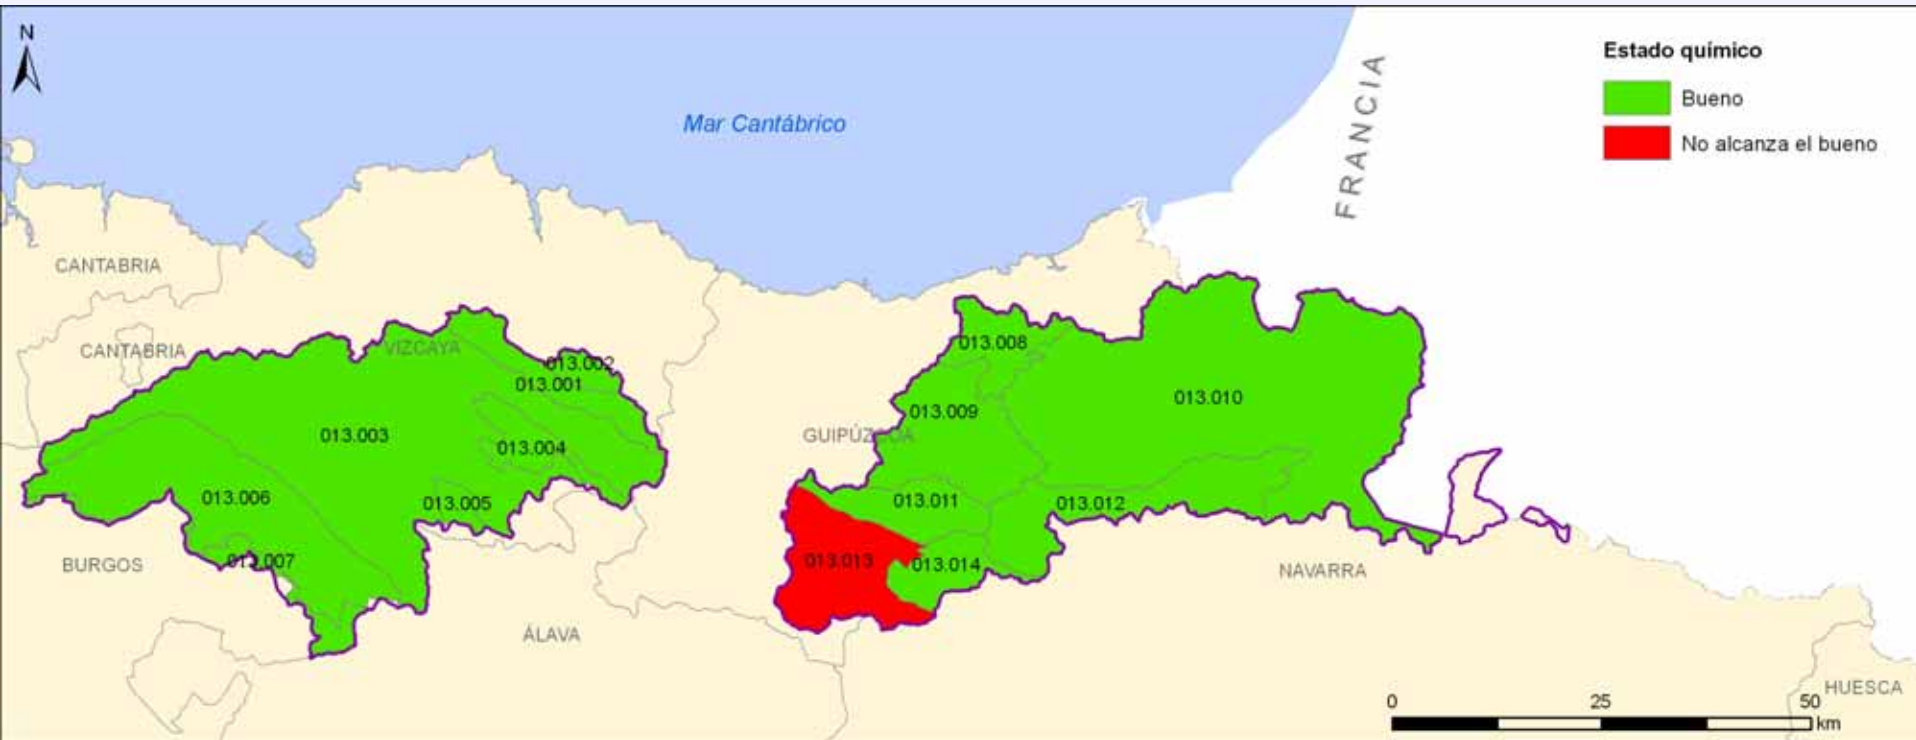 N
Estado químico
Bueno
No alcanza el bueno
FRANCIA
Mar Cantábrico
CANTABRIA
CANTABRIA
VIZCAYA
013.002
013.001
013.003
013.004
013.005
013.006
013.007
BURGOS
ÁLAVA
GUIPÚZCOA
013.008
013.009
013.010
013.011
013.012
013.013
013.014
NAVARRA
HUESCA
0 25 50
km